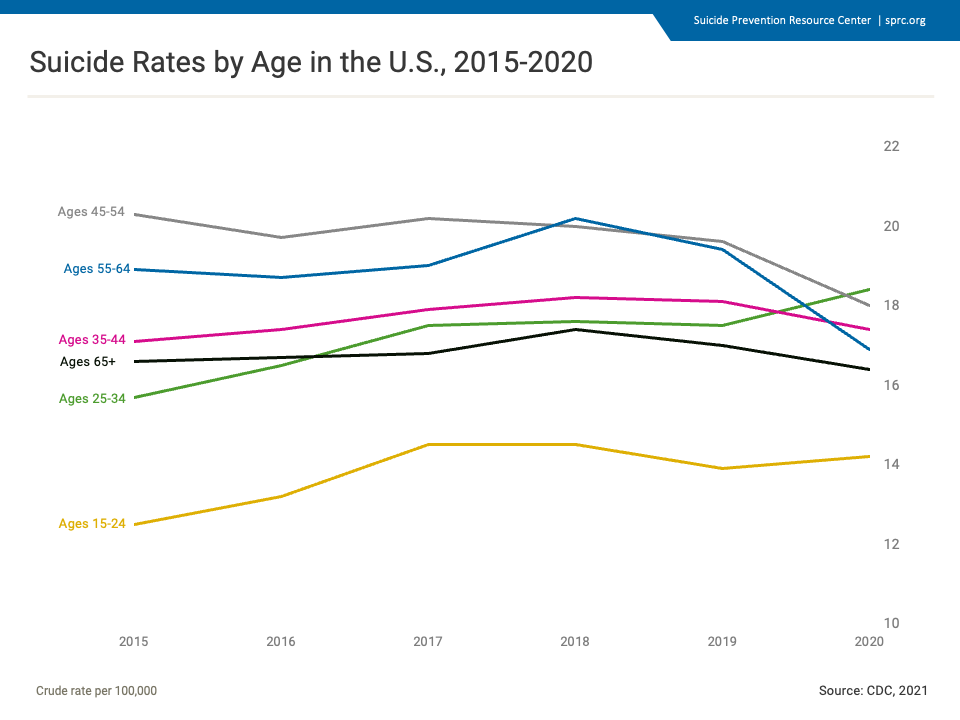 Suicide Prevention Resource Center | sprc.org
Suicide Rates by Age in the U.S., 2015-2020
22
Ages 45-54
20
Ages 55-64
18
Ages 35-44
Ages 65+
16
Ages 25-34
14
Ages 15-24
12
10
2015 2016 2017 2018 2019 2020
Crude rate per 100,000
Source: CDC, 2021